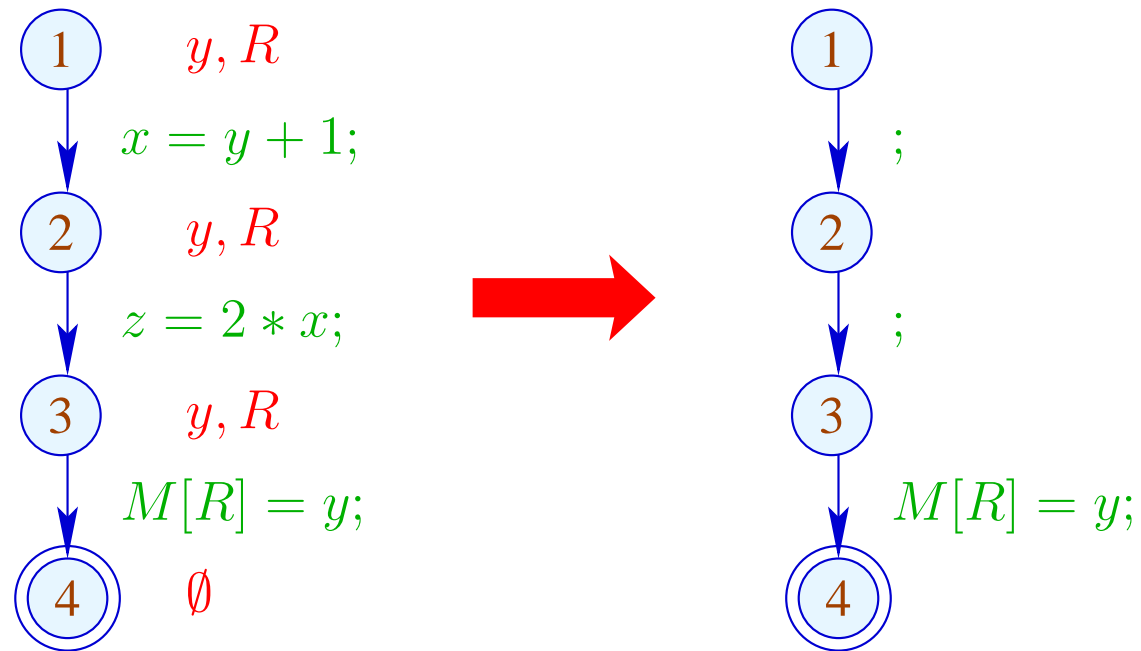 1 y, R 1
x = y + 1; ;
2 y, R 2
z = 2 ∗ x; ;
3 y, R 3
M[R] = y; M[R] = y;
4 ∅ 4